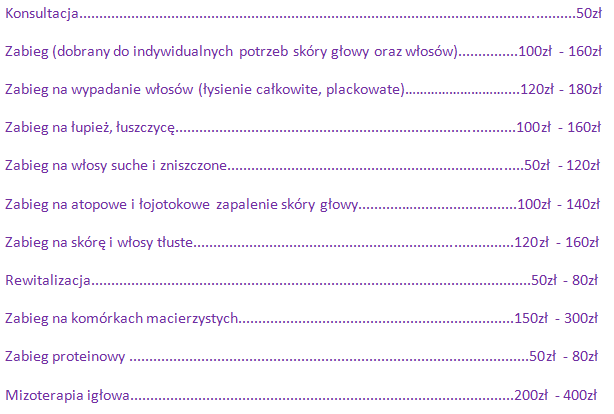 Konsultacja..........................................................................................................50zł
Zabieg (dobrany do indywidualnych potrzeb skóry głowy oraz włosów)...............100zł - 160zł
Zabieg na wypadanie włosów (łysienie całkowite, plackowate)............................120zł - 180zł
Zabieg na łupież, łuszczycę.....................................................................................100zł - 160zł
Zabieg na włosy suche i zniszczone..........................................................................50zł - 120zł
Zabieg na atopowe i łojotokowe zapalenie skóry głowy.......................................100zł - 140zł
Zabieg na skórę i włosy tłuste................................................................................120zł - 160zł
Rewitalizacja.............................................................................................................50zł - 80zł
Zabieg na komórkach macierzystych.....................................................................150zł - 300zł
Zabieg proteinowy ...................................................................................................50zł - 80zł
Mizoterapia igłowa................................................................................................200zł - 400zł